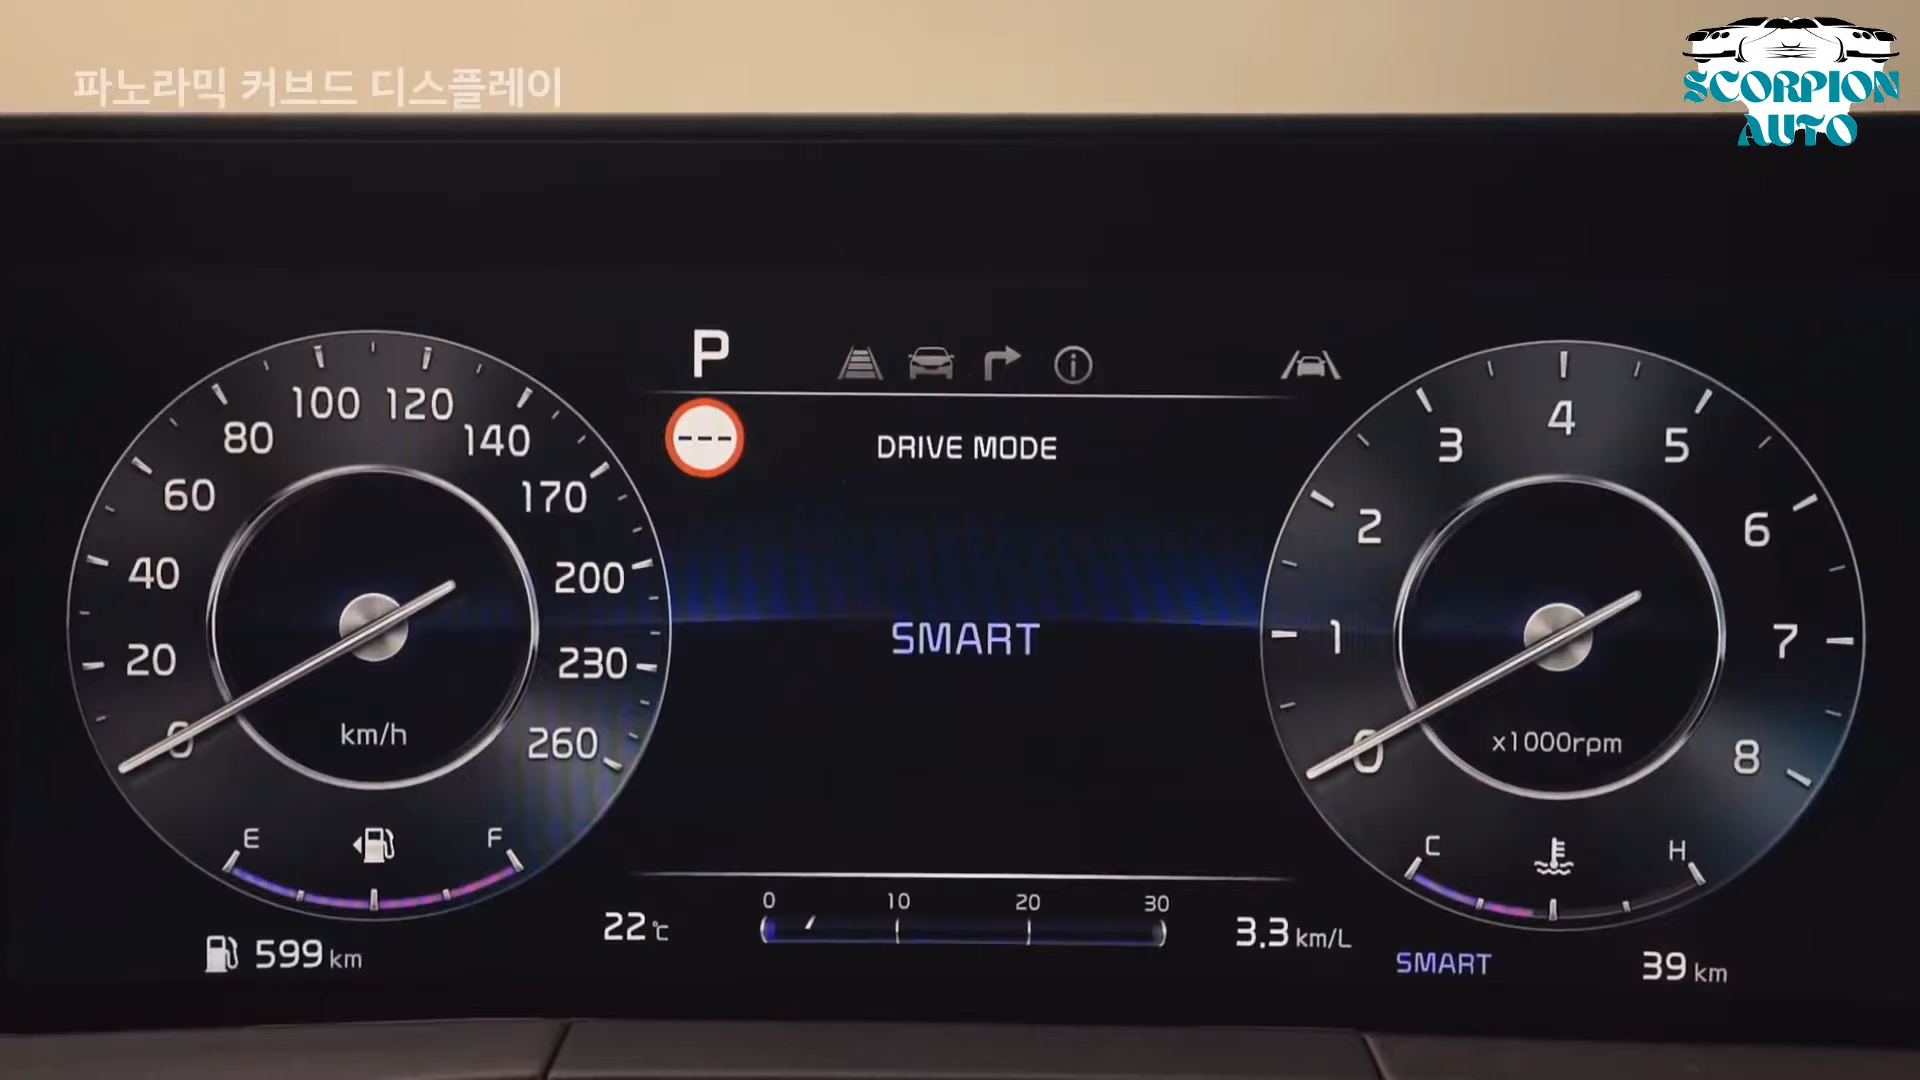 파노라믹 커브드 디스플레이
SCORPION
AUTO
P
DRIVE MODE
SMART
0
20
40
60
80
100
120
140
170
200
230
260
km/h
E
F
599 km
22 ℃
0 10 20 30
3.3 km/L
0
1
2
3
4
5
6
7
8
x1000rpm
C
H
SMART
39 km